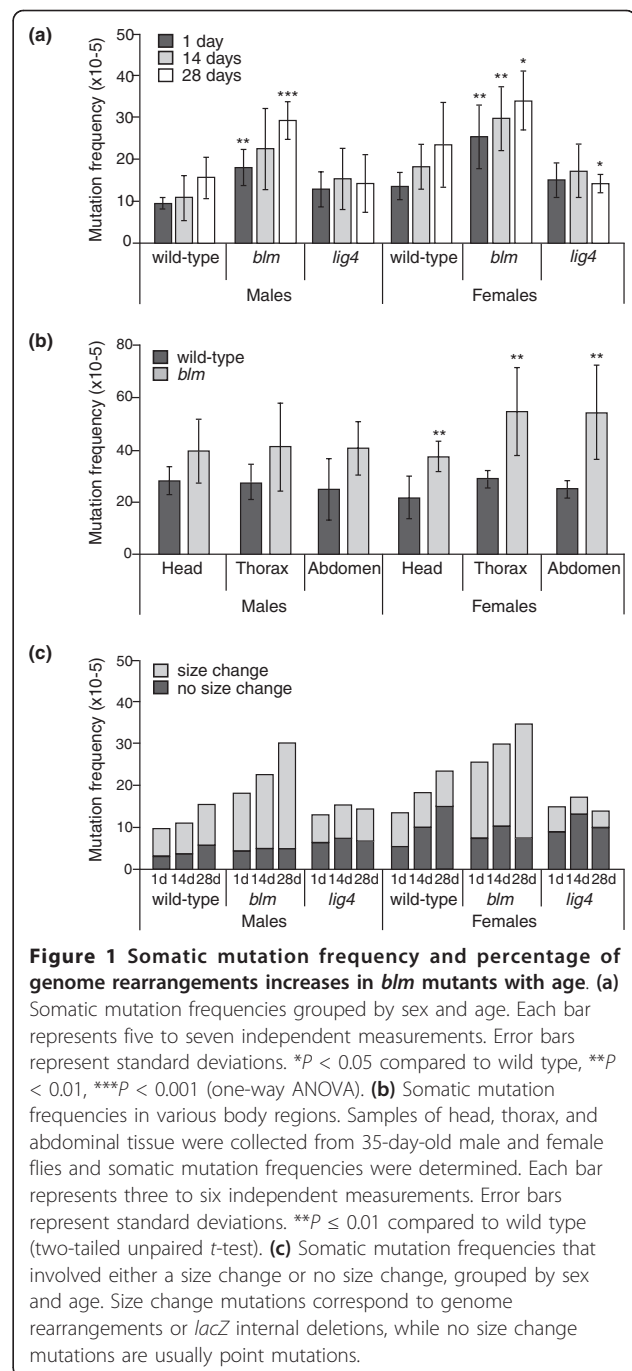 (a)
50
40
30
20
10
0
Mutation frequency (x10-5)
1 day
14 days
28 days
** *** ** ** * *
wild-type blm lig4 wild-type blm lig4
Males Females
(b)
80
60
40
20
0
Mutation frequency (x10-5)
wild-type
blm
** ** **
Head Thorax Abdomen Head Thorax Abdomen
Males Females
(c)
50
40
30
20
10
0
Mutation frequency (x10-5)
size change
no size change
1d 14d 28d 1d 14d 28d 1d 14d 28d 1d 14d 28d 1d 14d 28d 1d 14d 28d
wild-type blm lig4 wild-type blm lig4
Males Females
Figure 1 Somatic mutation frequency and percentage of
genome rearrangements increases in blm mutants with age. (a)
Somatic mutation frequencies grouped by sex and age. Each bar
represents five to seven independent measurements. Error bars
represent standard deviations. *P < 0.05 compared to wild type, **P
< 0.01, ***P < 0.001 (one-way ANOVA). (b) Somatic mutation
frequencies in various body regions. Samples of head, thorax, and
abdominal tissue were collected from 35-day-old male and female
flies and somatic mutation frequencies were determined. Each bar
represents three to six independent measurements. Error bars
represent standard deviations. **P ≤ 0.01 compared to wild type
(two-tailed unpaired t-test). (c) Somatic mutation frequencies that
involved either a size change or no size change, grouped by sex
and age. Size change mutations correspond to genome
rearrangements or lacZ internal deletions, while no size change
mutations are usually point mutations.